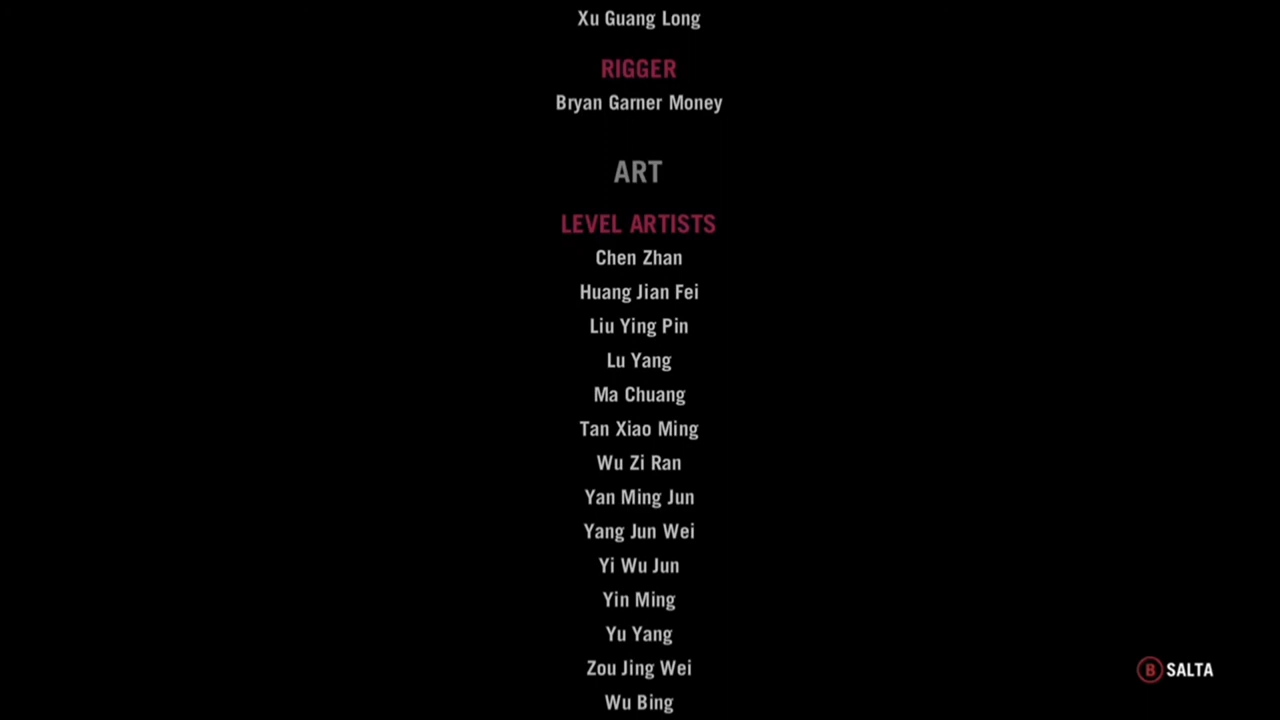 Xu Guang Long
RIGGER
Bryan Garner Money
ART
LEVEL ARTISTS
Chen Zhan
Huang Jian Fei
Liu Ying Pin
Lu Yang
Ma Chuang
Tan Xiao Ming
Wu Zi Ran
Yan Ming Jun
Yang Jun Wei
Yi Wu Jun
Yin Ming
Yu Yang
Zou Jing Wei
B SALTA
Wu Bing